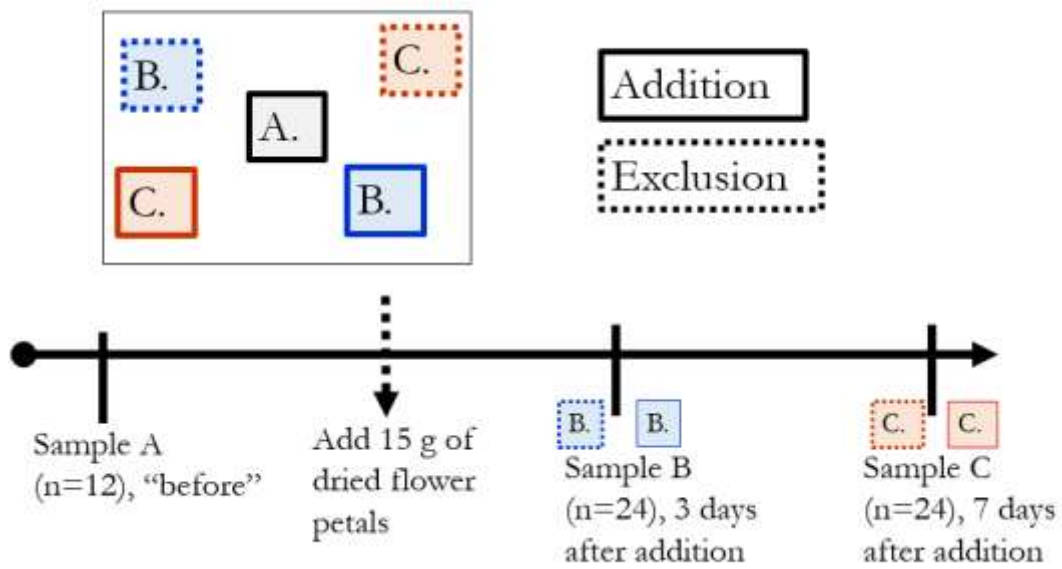 B.
C.
A.
C.
B.
Addition
Exclusion
Sample A
(n=12), “before”
Add 15 g of
dried flower
petals
B.
B.
Sample B
(n=24), 3 days
after addition
C.
C.
Sample C
(n=24), 7 days
after addition